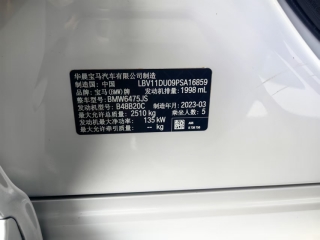 华晨宝马汽车有限公司制造
制造国：中国 LBV11DU09PSA16859
品牌：宝马(BMW)牌 发动机排量：1998 mL
整车型号：BMW6475JS
发动机型号：B48B20C 制造年月：2023-03
最大允许总质量：2510 kg 乘坐人数：5
发动机最大净功率：135 kW
最大允许牵引质量：-- kg